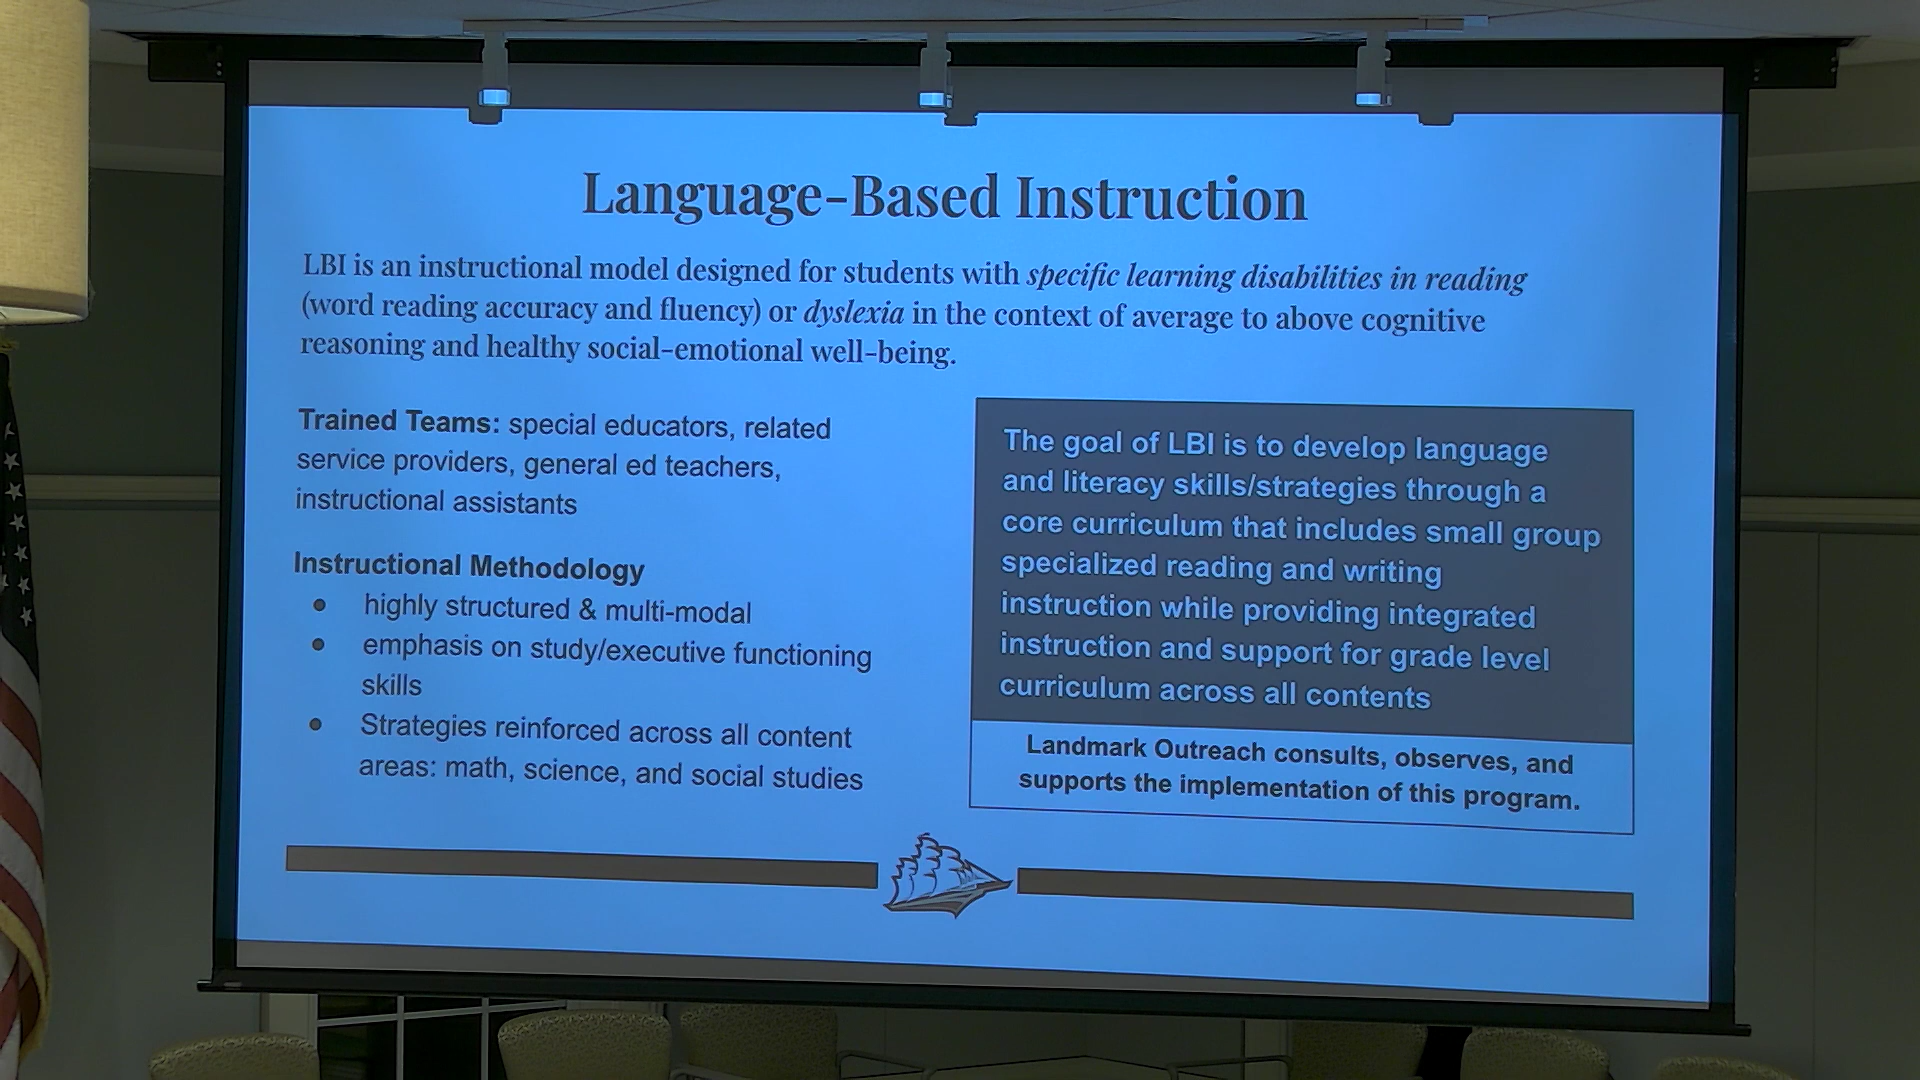 Language-Based Instruction
LBI is an instructional model designed for students with specific learning disabilities in reading
(word reading accuracy and fluency) or dyslexia in the context of average to above cognitive
reasoning and healthy social-emotional well-being.
Trained Teams: special educators, related
service providers, general ed teachers,
instructional assistants
Instructional Methodology
● highly structured & multi-modal
● emphasis on study/executive functioning
skills
● Strategies reinforced across all content
areas: math, science, and social studies
The goal of LBI is to develop language
and literacy skills/strategies through a
core curriculum that includes small group
specialized reading and writing
instruction while providing integrated
instruction and support for grade level
curriculum across all contents
Landmark Outreach consults, observes, and
supports the implementation of this program.